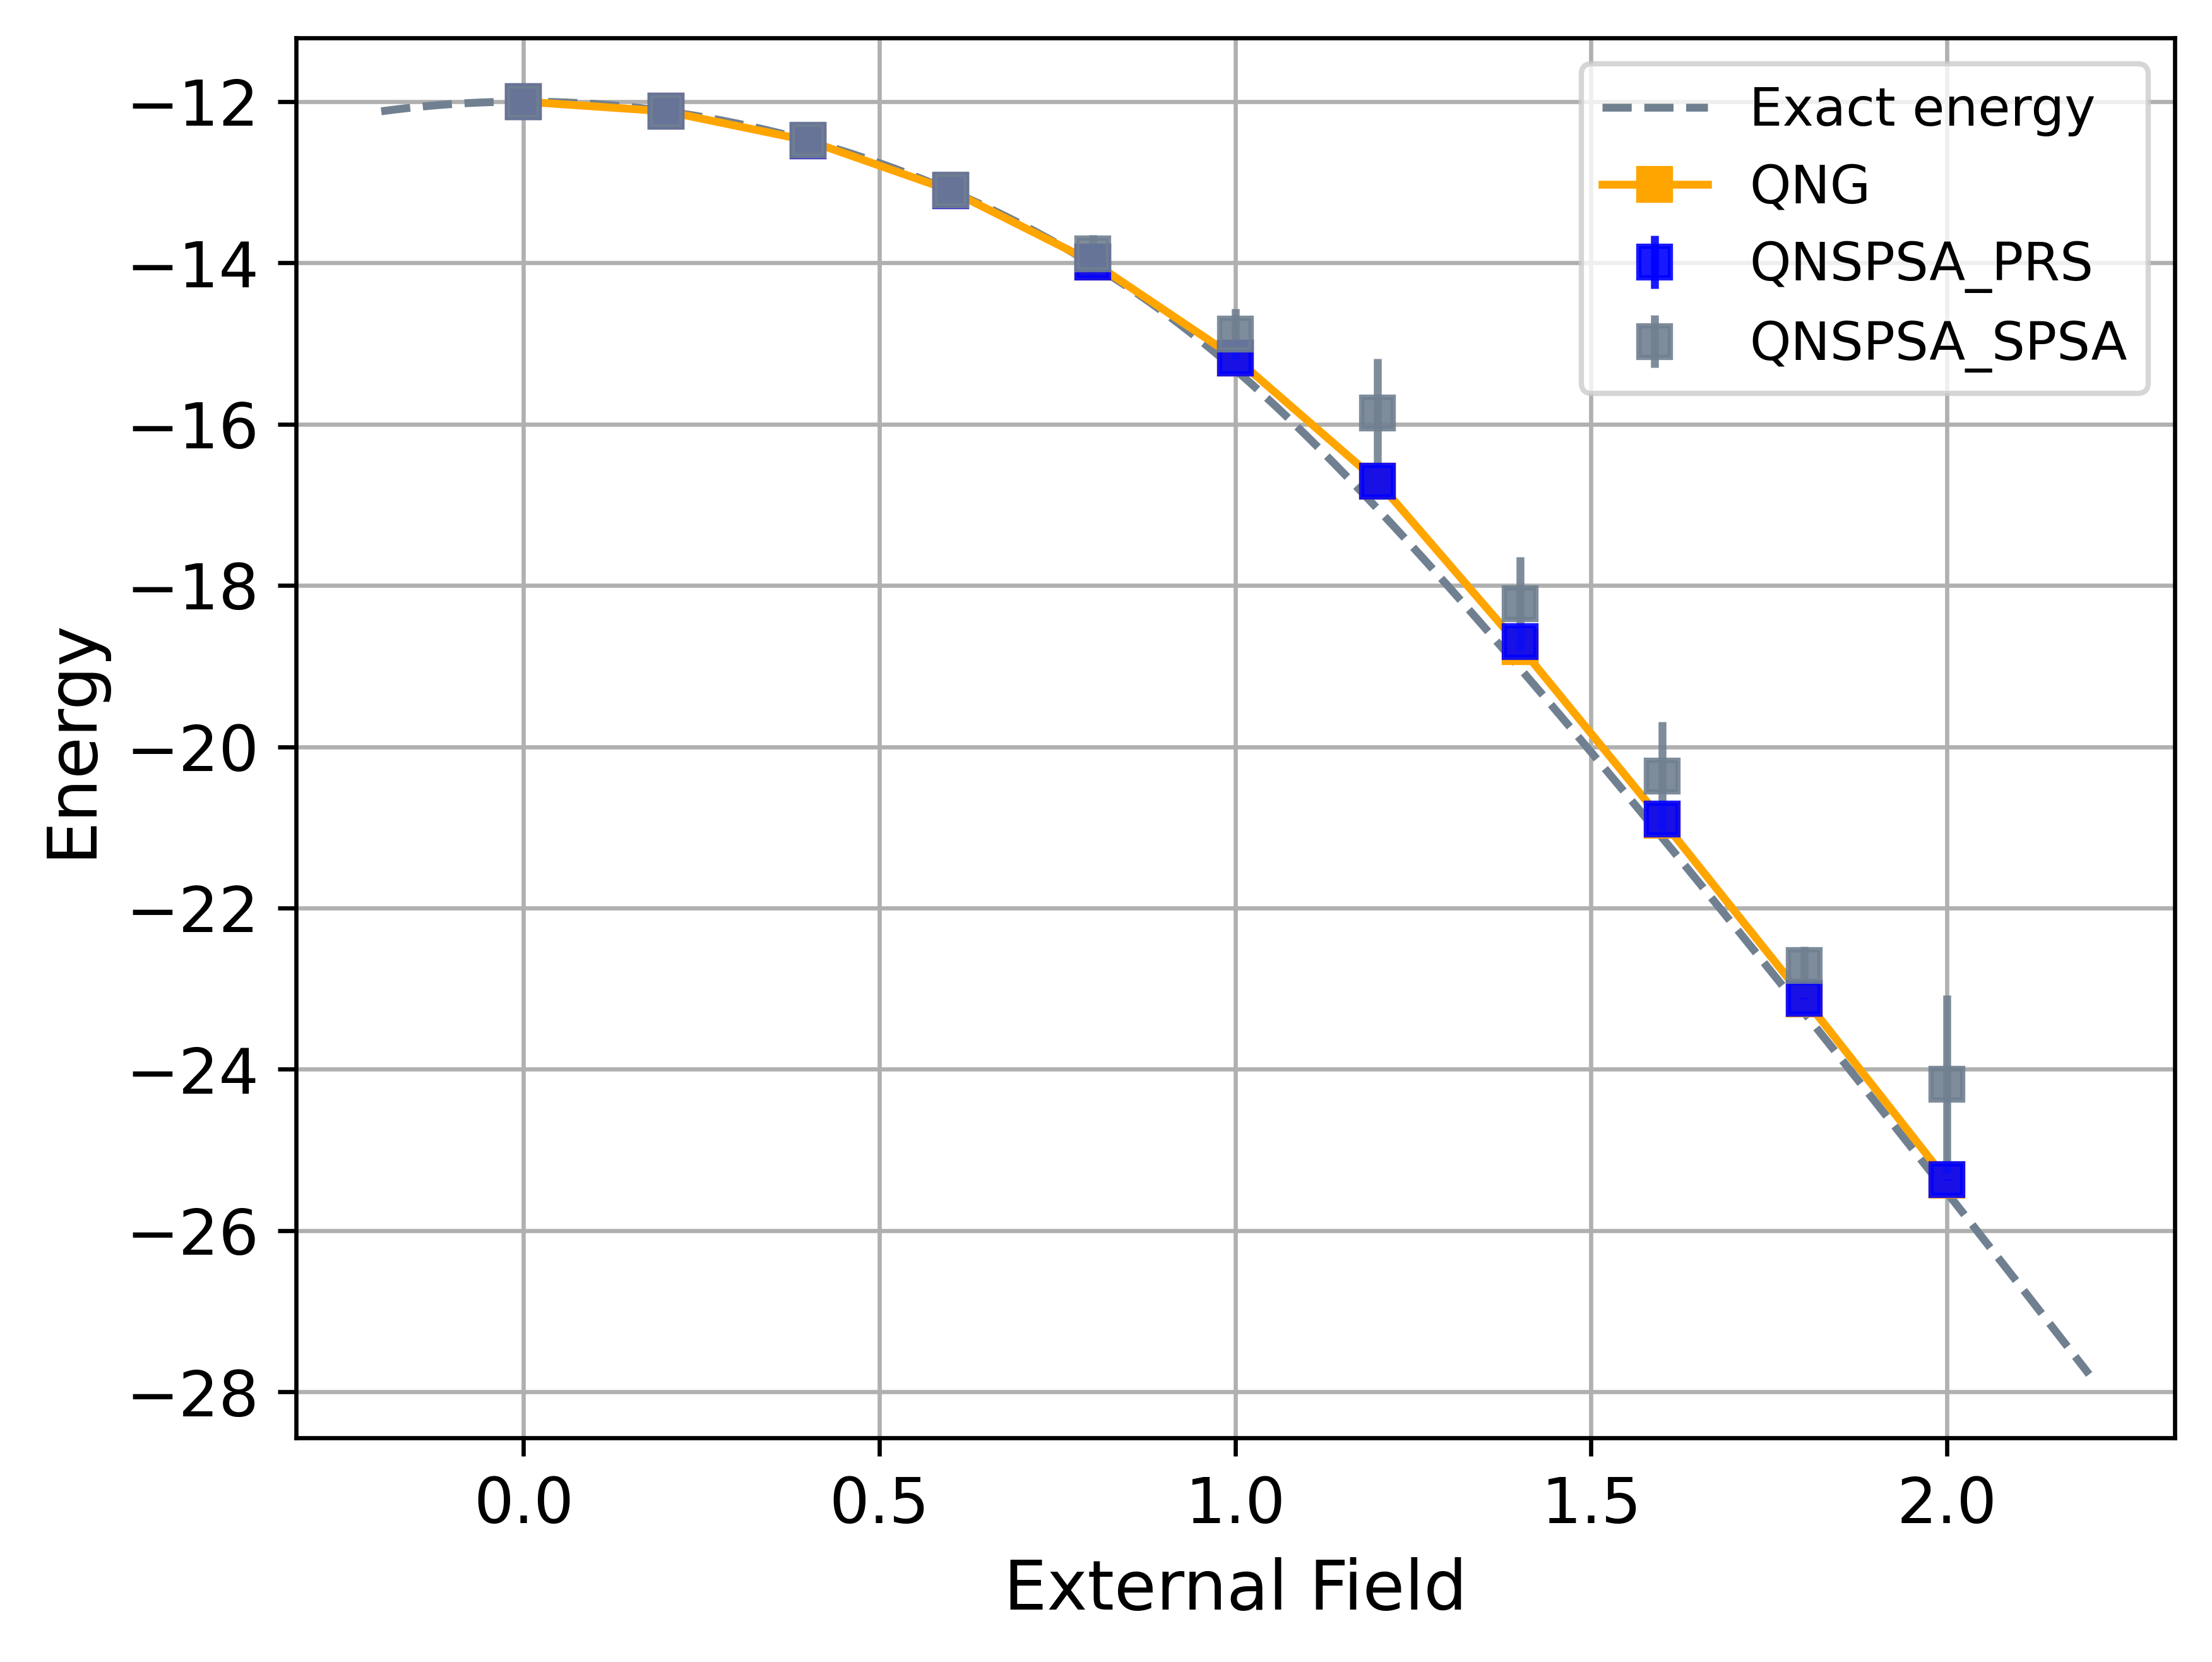 Exact energy
QNG
QNSPSA_PRS
QNSPSA_SPSA
−12
−14
−16
−18
−20
−22
−24
−26
−28
Energy
0.0 0.5 1.0 1.5 2.0
External Field